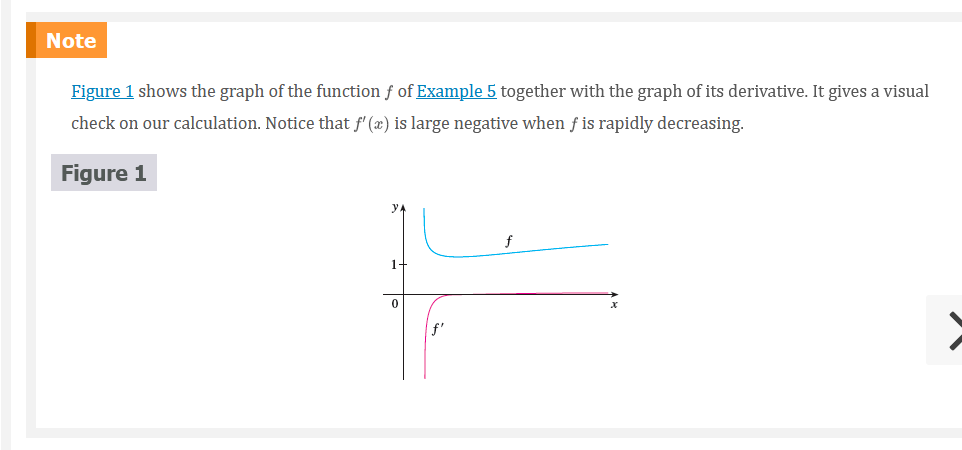 Note
Figure 1 shows the graph of the function f of Example 5 together with the graph of its derivative. It gives a visual
check on our calculation. Notice that f′(x) is large negative when f is rapidly decreasing.
Figure 1
y
f
1
0
x
f′